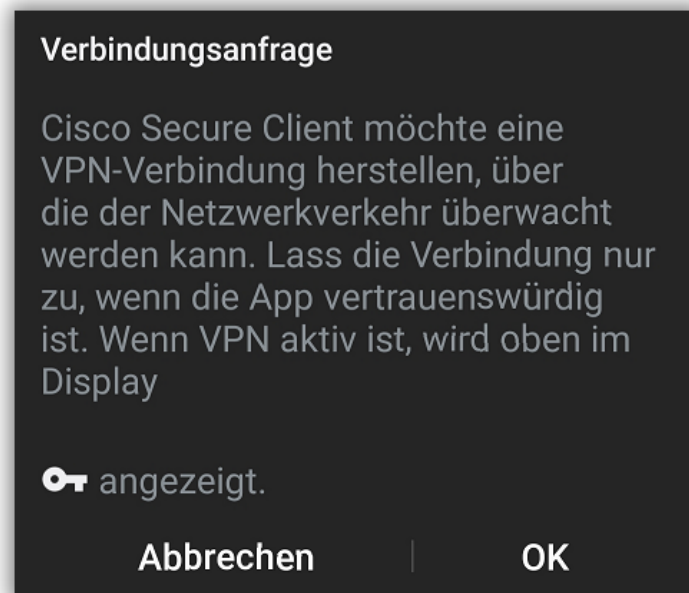 Verbindungsanfrage
Cisco Secure Client möchte eine
VPN-Verbindung herstellen, über
die der Netzwerkverkehr überwacht
werden kann. Lass die Verbindung nur
zu, wenn die App vertrauenswürdig
ist. Wenn VPN aktiv ist, wird oben im
Display
angezeigt.
Abbrechen OK